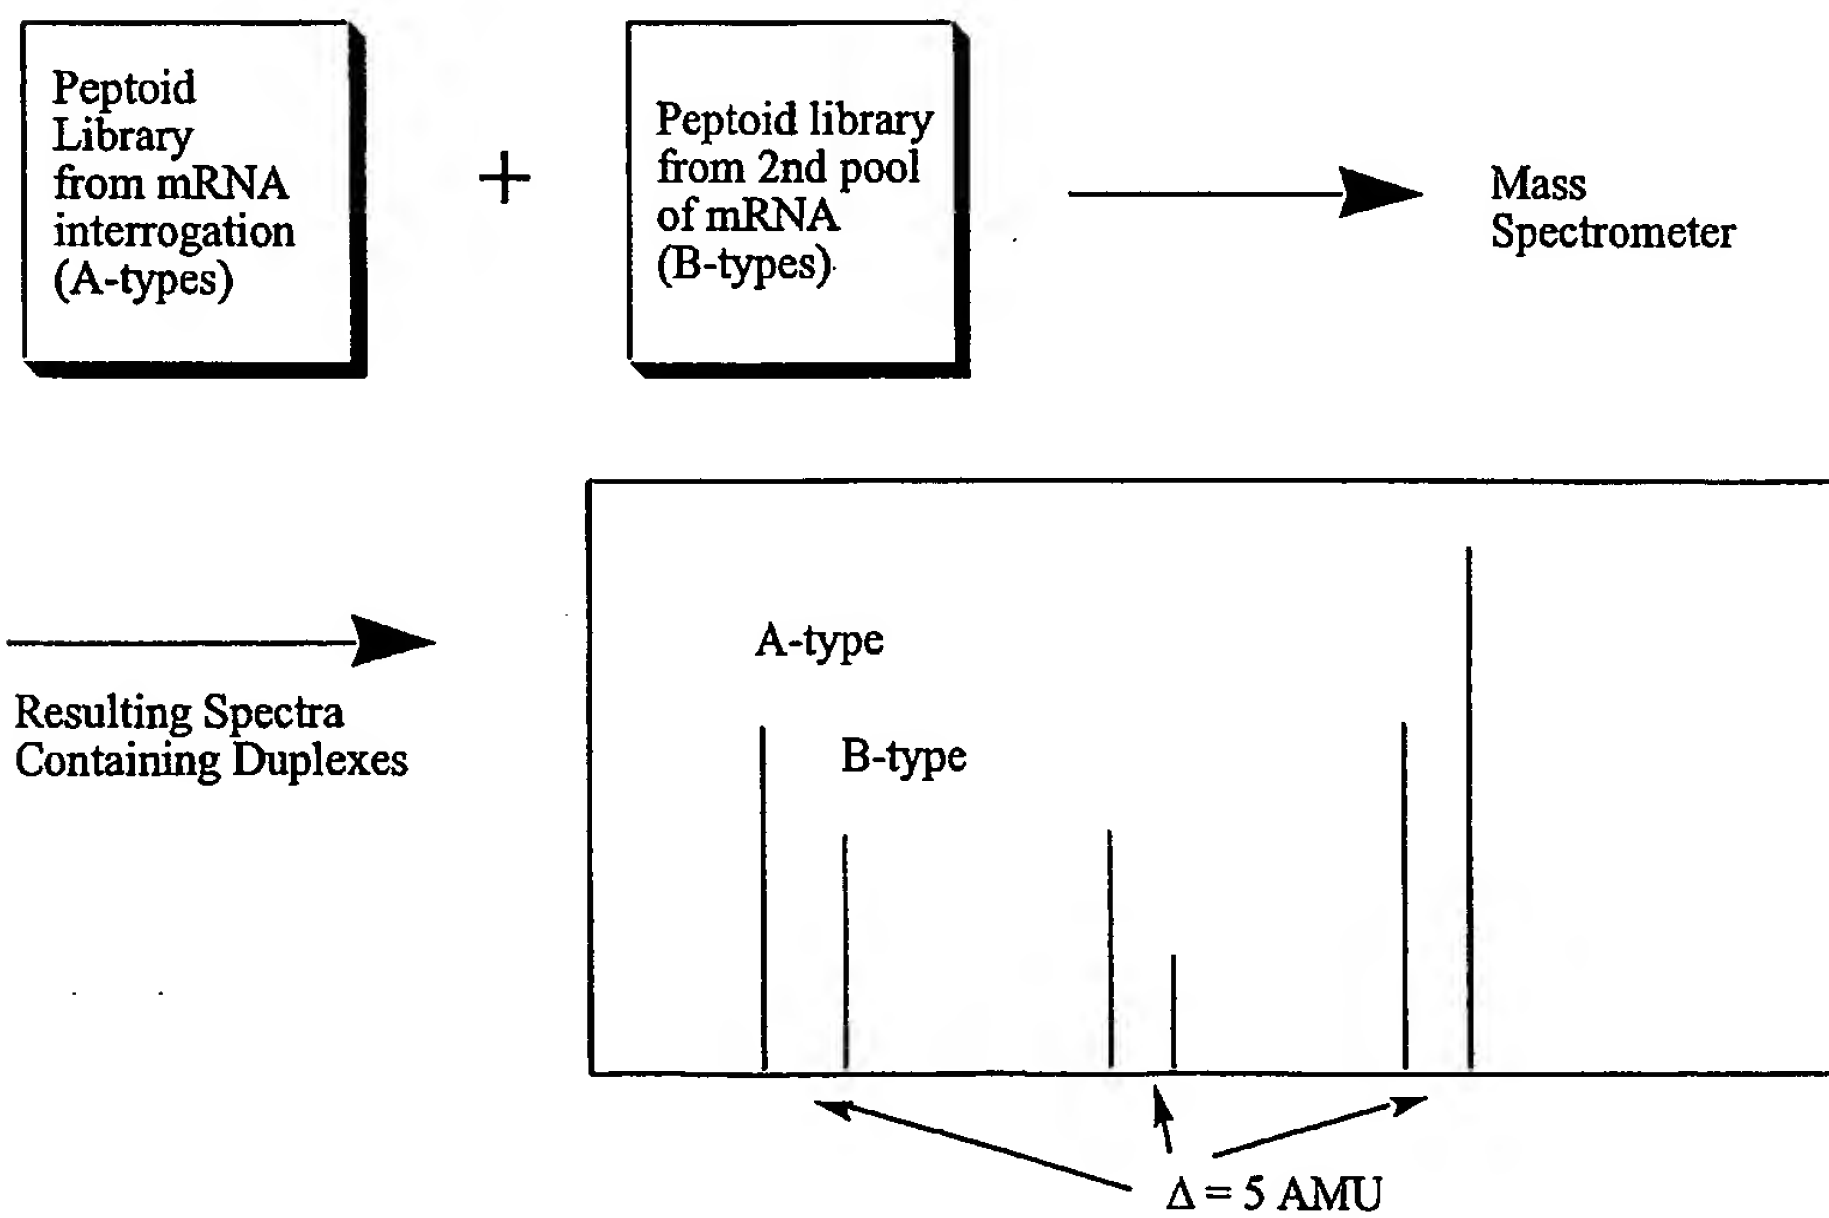 Peptoid
Library
from mRNA
interrogation
(A-types)
+
Peptoid library
from 2nd pool
of mRNA
(B-types)
Mass
Spectrometer
Resulting Spectra
Containing Duplexes
A-type
B-type
Δ = 5 AMU